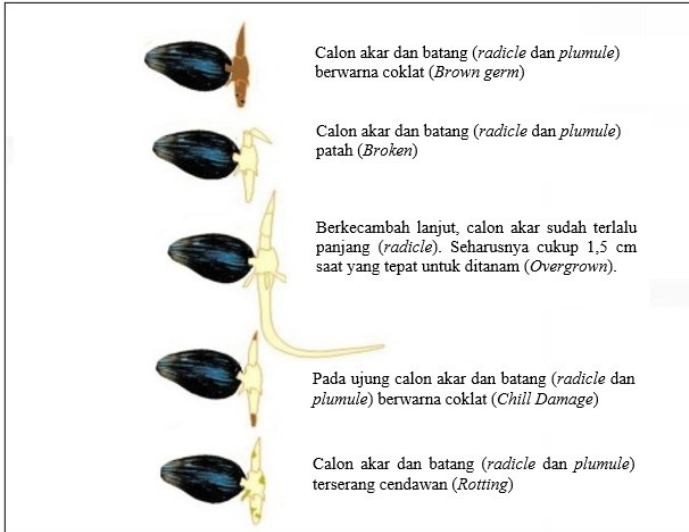 Calon akar dan batang (radicle dan plumule)
berwarna coklat (Brown germ)
Calon akar dan batang (radicle dan plumule)
patah (Broken)
Berkecambah lanjut, calon akar sudah terlalu
panjang (radicle). Seharusnya cukup 1,5 cm
saat yang tepat untuk ditanam (Overgrown).
Pada ujung calon akar dan batang (radicle dan
plumule) berwarna coklat (Chill Damage)
Calon akar dan batang (radicle dan plumule)
terserang cendawan (Rotting)